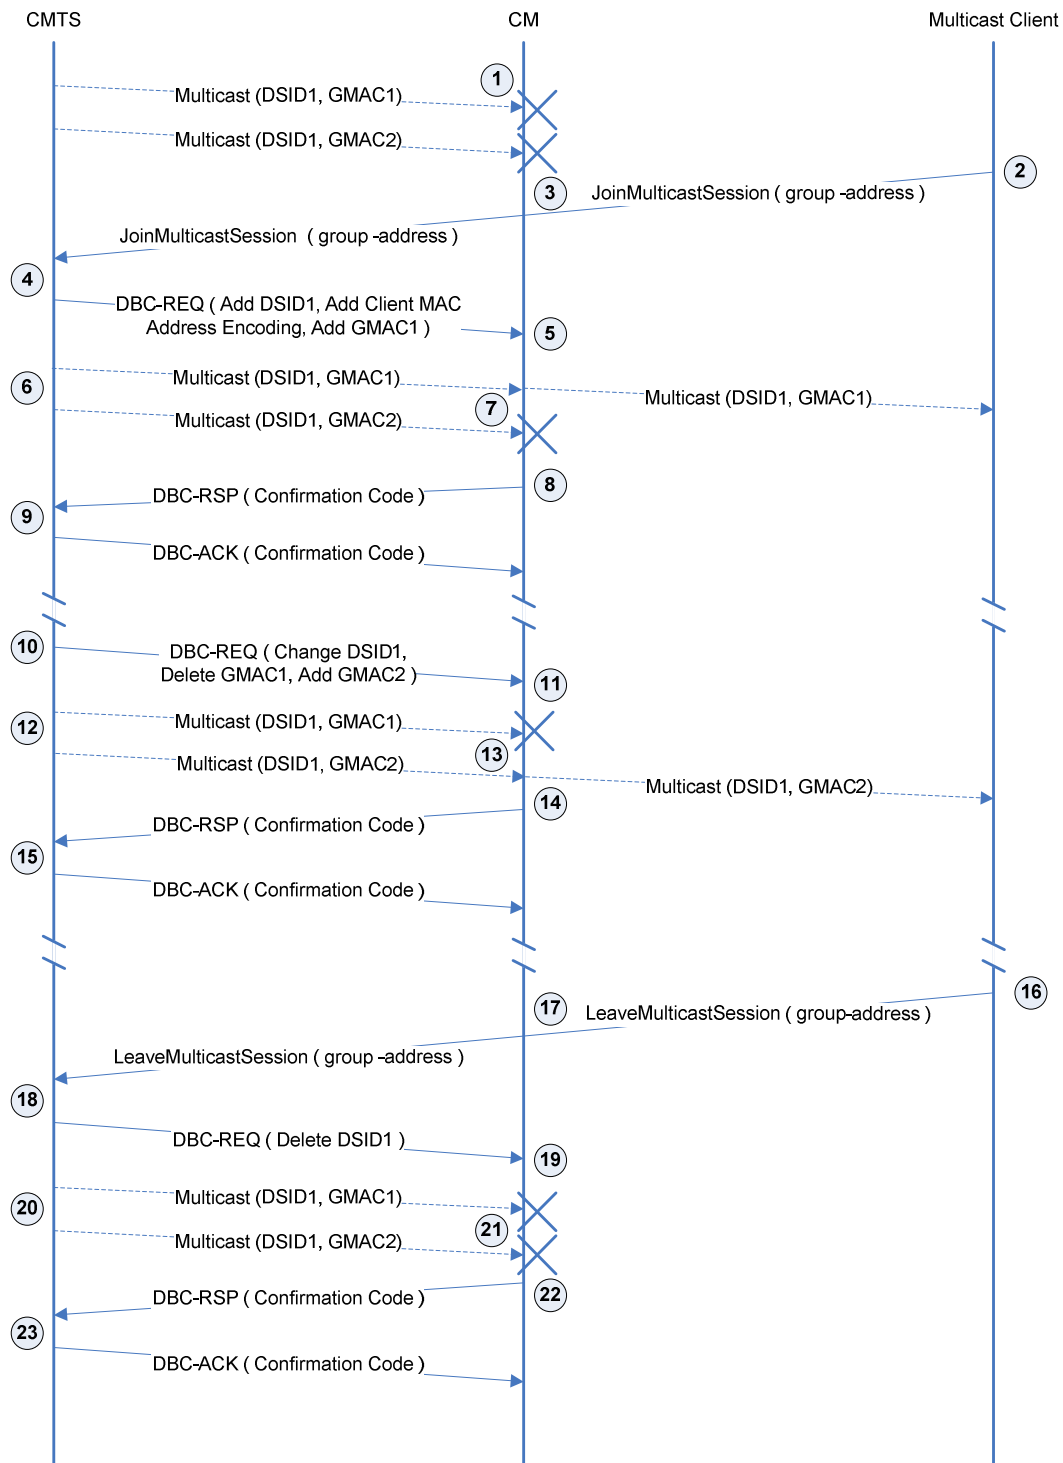 CMTS
CM
Multicast Client
1
Multicast (DSID1, GMAC1)
Multicast (DSID1, GMAC2)
2
3
JoinMulticastSession ( group -address )
JoinMulticastSession ( group -address )
4
DBC-REQ ( Add DSID1, Add Client MAC
Address Encoding, Add GMAC1 )
5
6
Multicast (DSID1, GMAC1)
Multicast (DSID1, GMAC1)
7
Multicast (DSID1, GMAC2)
8
DBC-RSP ( Confirmation Code )
9
DBC-ACK ( Confirmation Code )
10
DBC-REQ ( Change DSID1,
Delete GMAC1, Add GMAC2 )
11
12
Multicast (DSID1, GMAC1)
13
Multicast (DSID1, GMAC2)
Multicast (DSID1, GMAC2)
14
DBC-RSP ( Confirmation Code )
15
DBC-ACK ( Confirmation Code )
16
17
LeaveMulticastSession ( group-address )
LeaveMulticastSession ( group -address )
18
DBC-REQ ( Delete DSID1 )
19
20
Multicast (DSID1, GMAC1)
21
Multicast (DSID1, GMAC2)
22
DBC-RSP ( Confirmation Code )
23
DBC-ACK ( Confirmation Code )